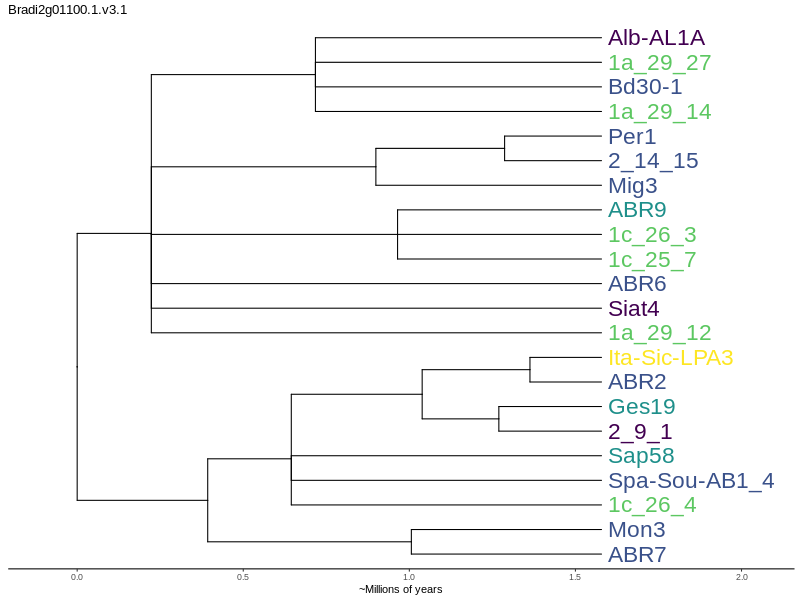 Bradi2g01100.1.v3.1
Alb-AL1A
1a_29_27
Bd30-1
1a_29_14
Per1
2_14_15
Mig3
ABR9
1c_26_3
1c_25_7
ABR6
Siat4
1a_29_12
Ita-Sic-LPA3
ABR2
Ges19
2_9_1
Sap58
Spa-Sou-AB1_4
1c_26_4
Mon3
ABR7
0.0 0.5 1.0 1.5 2.0
~Millions of years